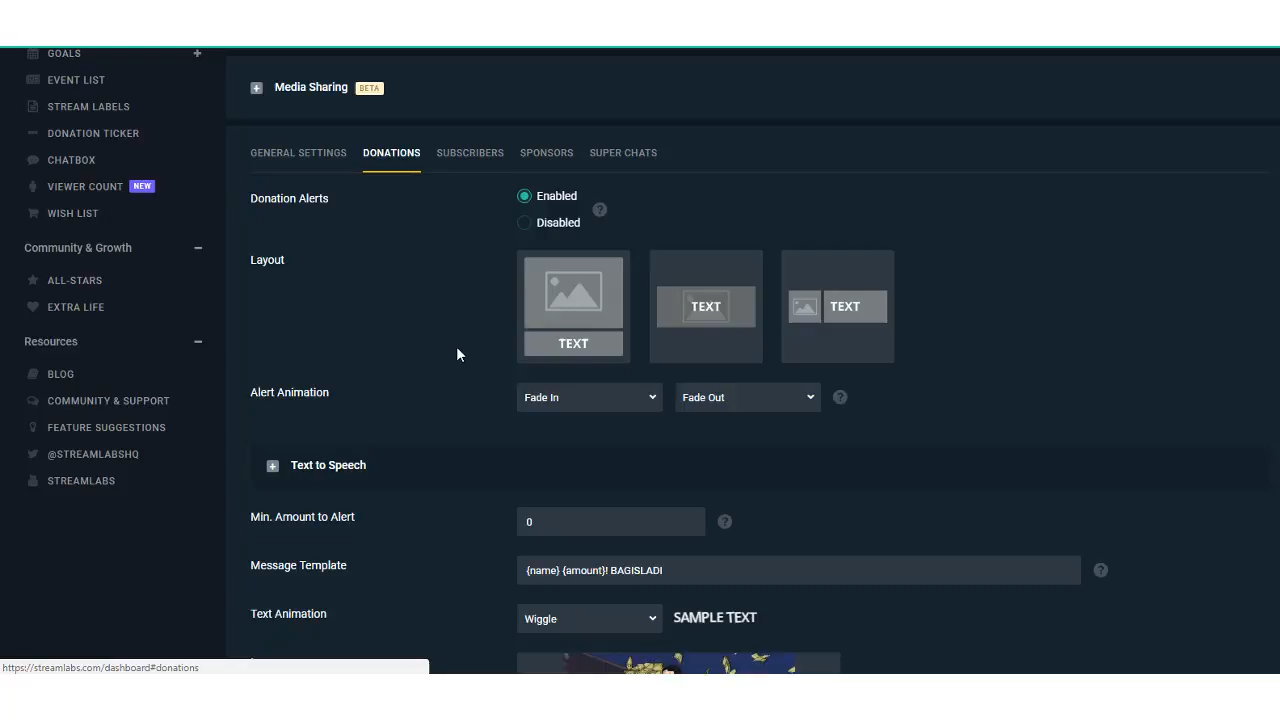 GOALS
EVENT LIST
STREAM LABELS
DONATION TICKER
CHATBOX
VIEWER COUNT NEW
WISH LIST
Community & Growth
ALL-STARS
EXTRA LIFE
Resources
BLOG
COMMUNITY & SUPPORT
FEATURE SUGGESTIONS
@STREAMLABSHQ
STREAMLABS
Media Sharing BETA
GENERAL SETTINGS DONATIONS SUBSCRIBERS SPONSORS SUPER CHATS
Donation Alerts
Enabled
?
Disabled
Layout
TEXT
TEXT
TEXT
Alert Animation Fade In Fade Out ?
Text to Speech
Min. Amount to Alert 0 ?
Message Template {name} {amount}! BAGISLADI ?
Text Animation Wiggle SAMPLE TEXT
https://streamlabs.com/dashboard#donations